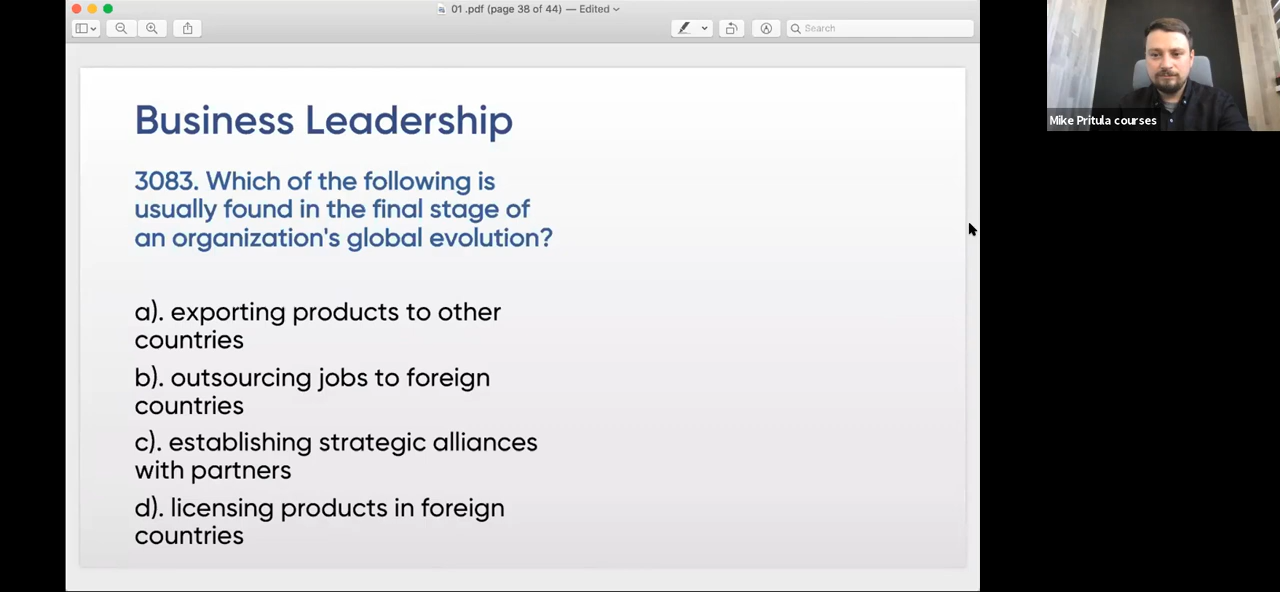 01 .pdf (page 38 of 44) — Edited
Search
Business Leadership
3083. Which of the following is
usually found in the final stage of
an organization's global evolution?
a). exporting products to other
countries
b). outsourcing jobs to foreign
countries
c). establishing strategic alliances
with partners
d). licensing products in foreign
countries
Mike Pritula courses